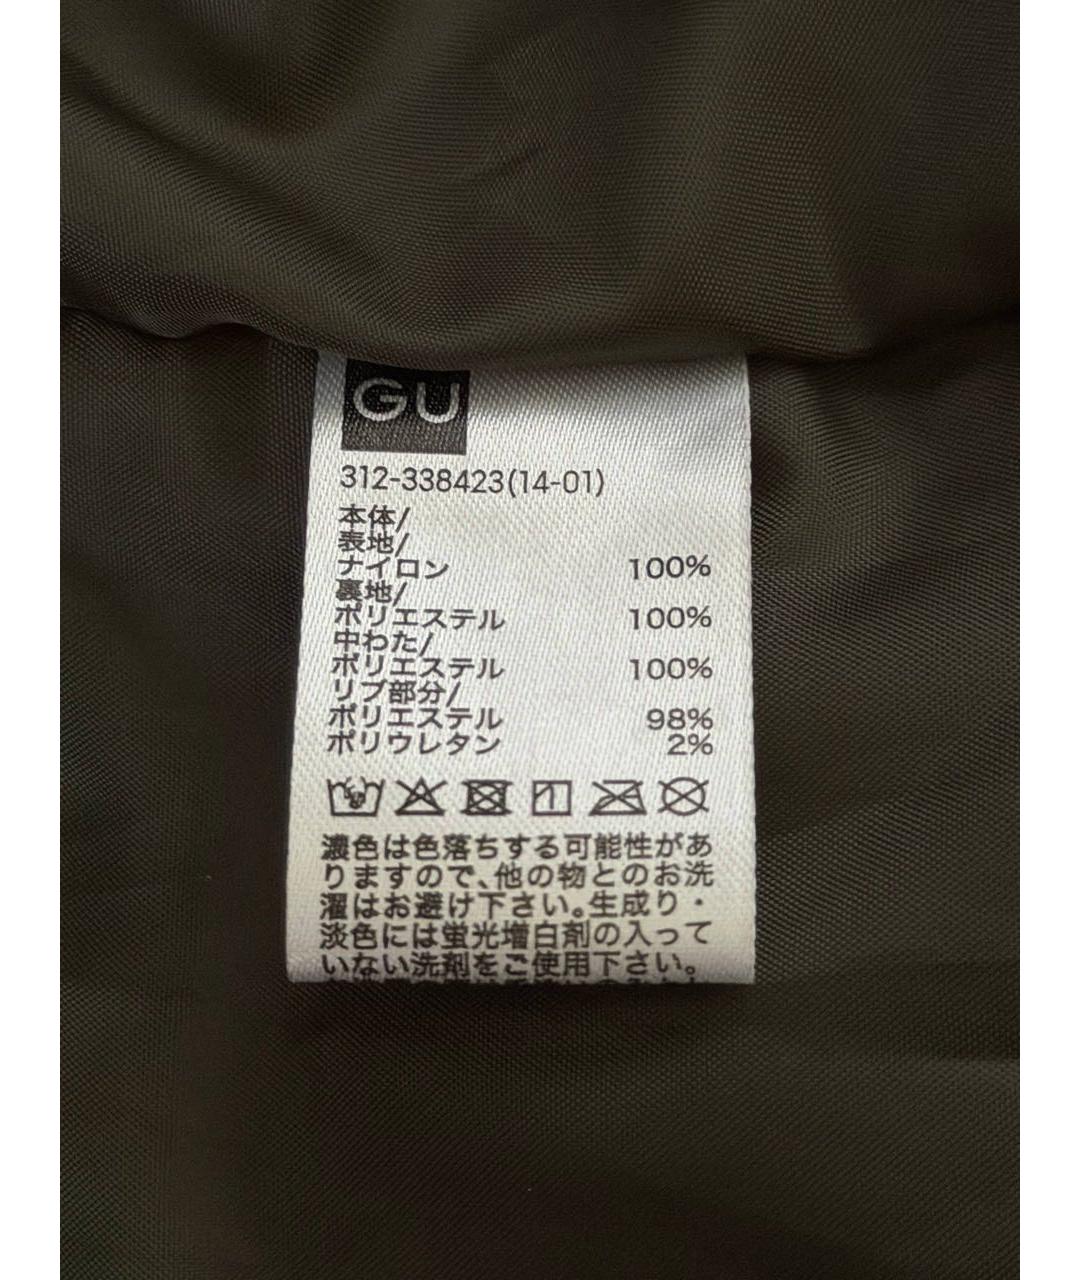 GU
312-338423(14-01)
本体/
表地/
ナイロン 100%
裏地/
ポリエステル 100%
中わた/
ポリエステル 100%
リブ部分/
ポリエステル 98%
ポリウレタン 2%
濃色は色落ちする可能性があ
りますので、他の物とのお洗
濯はお避け下さい。生成り・
淡色には蛍光増白剤の入って
いない洗剤をご使用下さい。